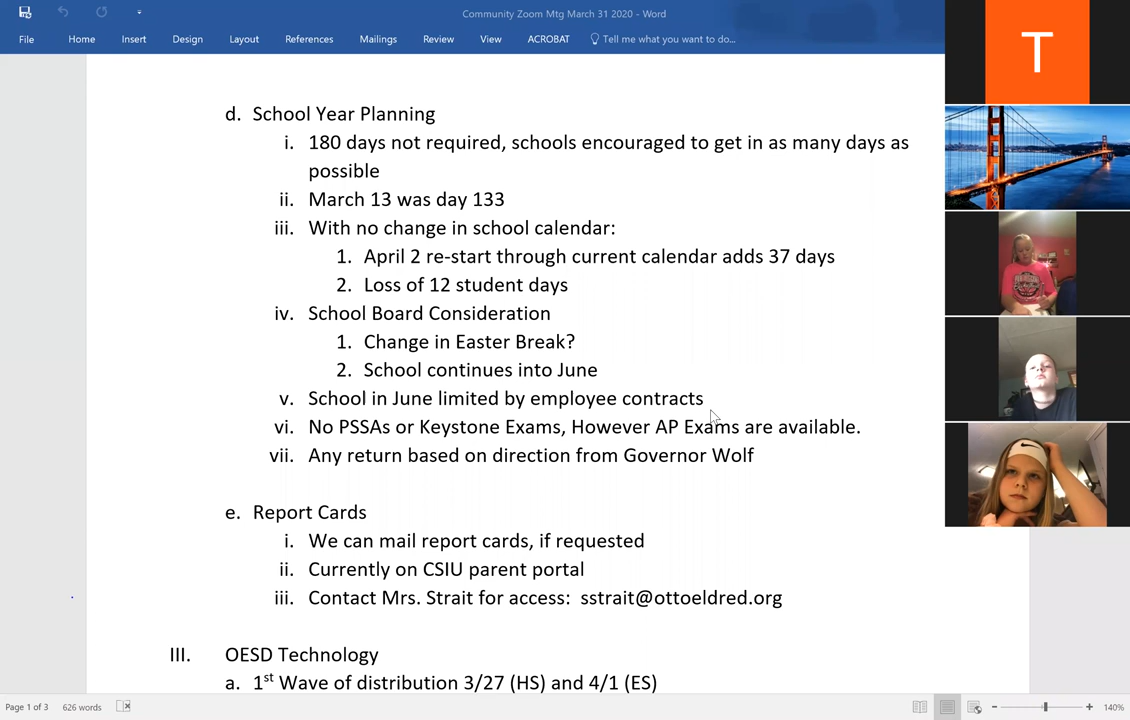 Community Zoom Mtg March 31 2020 - Word
File Home Insert Design Layout References Mailings Review View ACROBAT Tell me what you want to do...
T
d. School Year Planning
i. 180 days not required, schools encouraged to get in as many days as
possible
ii. March 13 was day 133
iii. With no change in school calendar:
1. April 2 re-start through current calendar adds 37 days
2. Loss of 12 student days
iv. School Board Consideration
1. Change in Easter Break?
2. School continues into June
v. School in June limited by employee contracts
vi. No PSSAs or Keystone Exams, However AP Exams are available.
vii. Any return based on direction from Governor Wolf
e. Report Cards
i. We can mail report cards, if requested
ii. Currently on CSIU parent portal
iii. Contact Mrs. Strait for access: sstrait@ottoeldred.org
III. OESD Technology
a. 1st Wave of distribution 3/27 (HS) and 4/1 (ES)
Page 1 of 3 626 words 140%